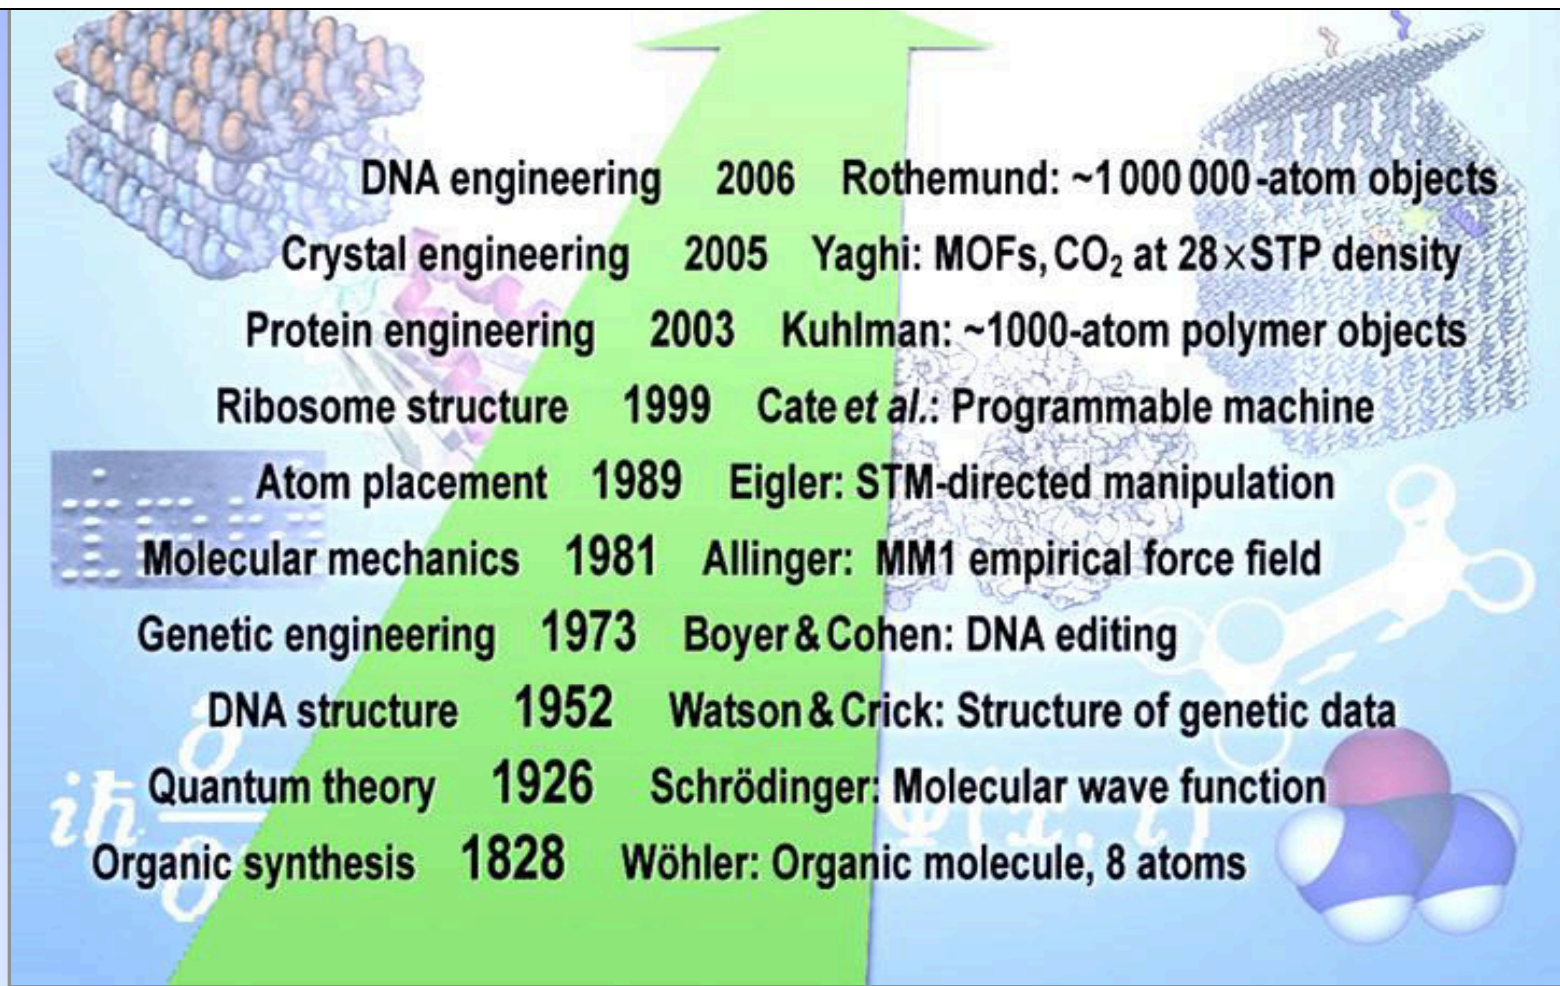 DNA engineering 2006 Rothemund: ~1 000 000-atom objects
Crystal engineering 2005 Yaghi: MOFs, CO₂ at 28×STP density
Protein engineering 2003 Kuhlman: ~1000-atom polymer objects
Ribosome structure 1999 Cate et al.: Programmable machine
Atom placement 1989 Eigler: STM-directed manipulation
Molecular mechanics 1981 Allinger: MM1 empirical force field
Genetic engineering 1973 Boyer & Cohen: DNA editing
DNA structure 1952 Watson & Crick: Structure of genetic data
Quantum theory 1926 Schrödinger: Molecular wave function
Organic synthesis 1828 Wöhler: Organic molecule, 8 atoms
iħ